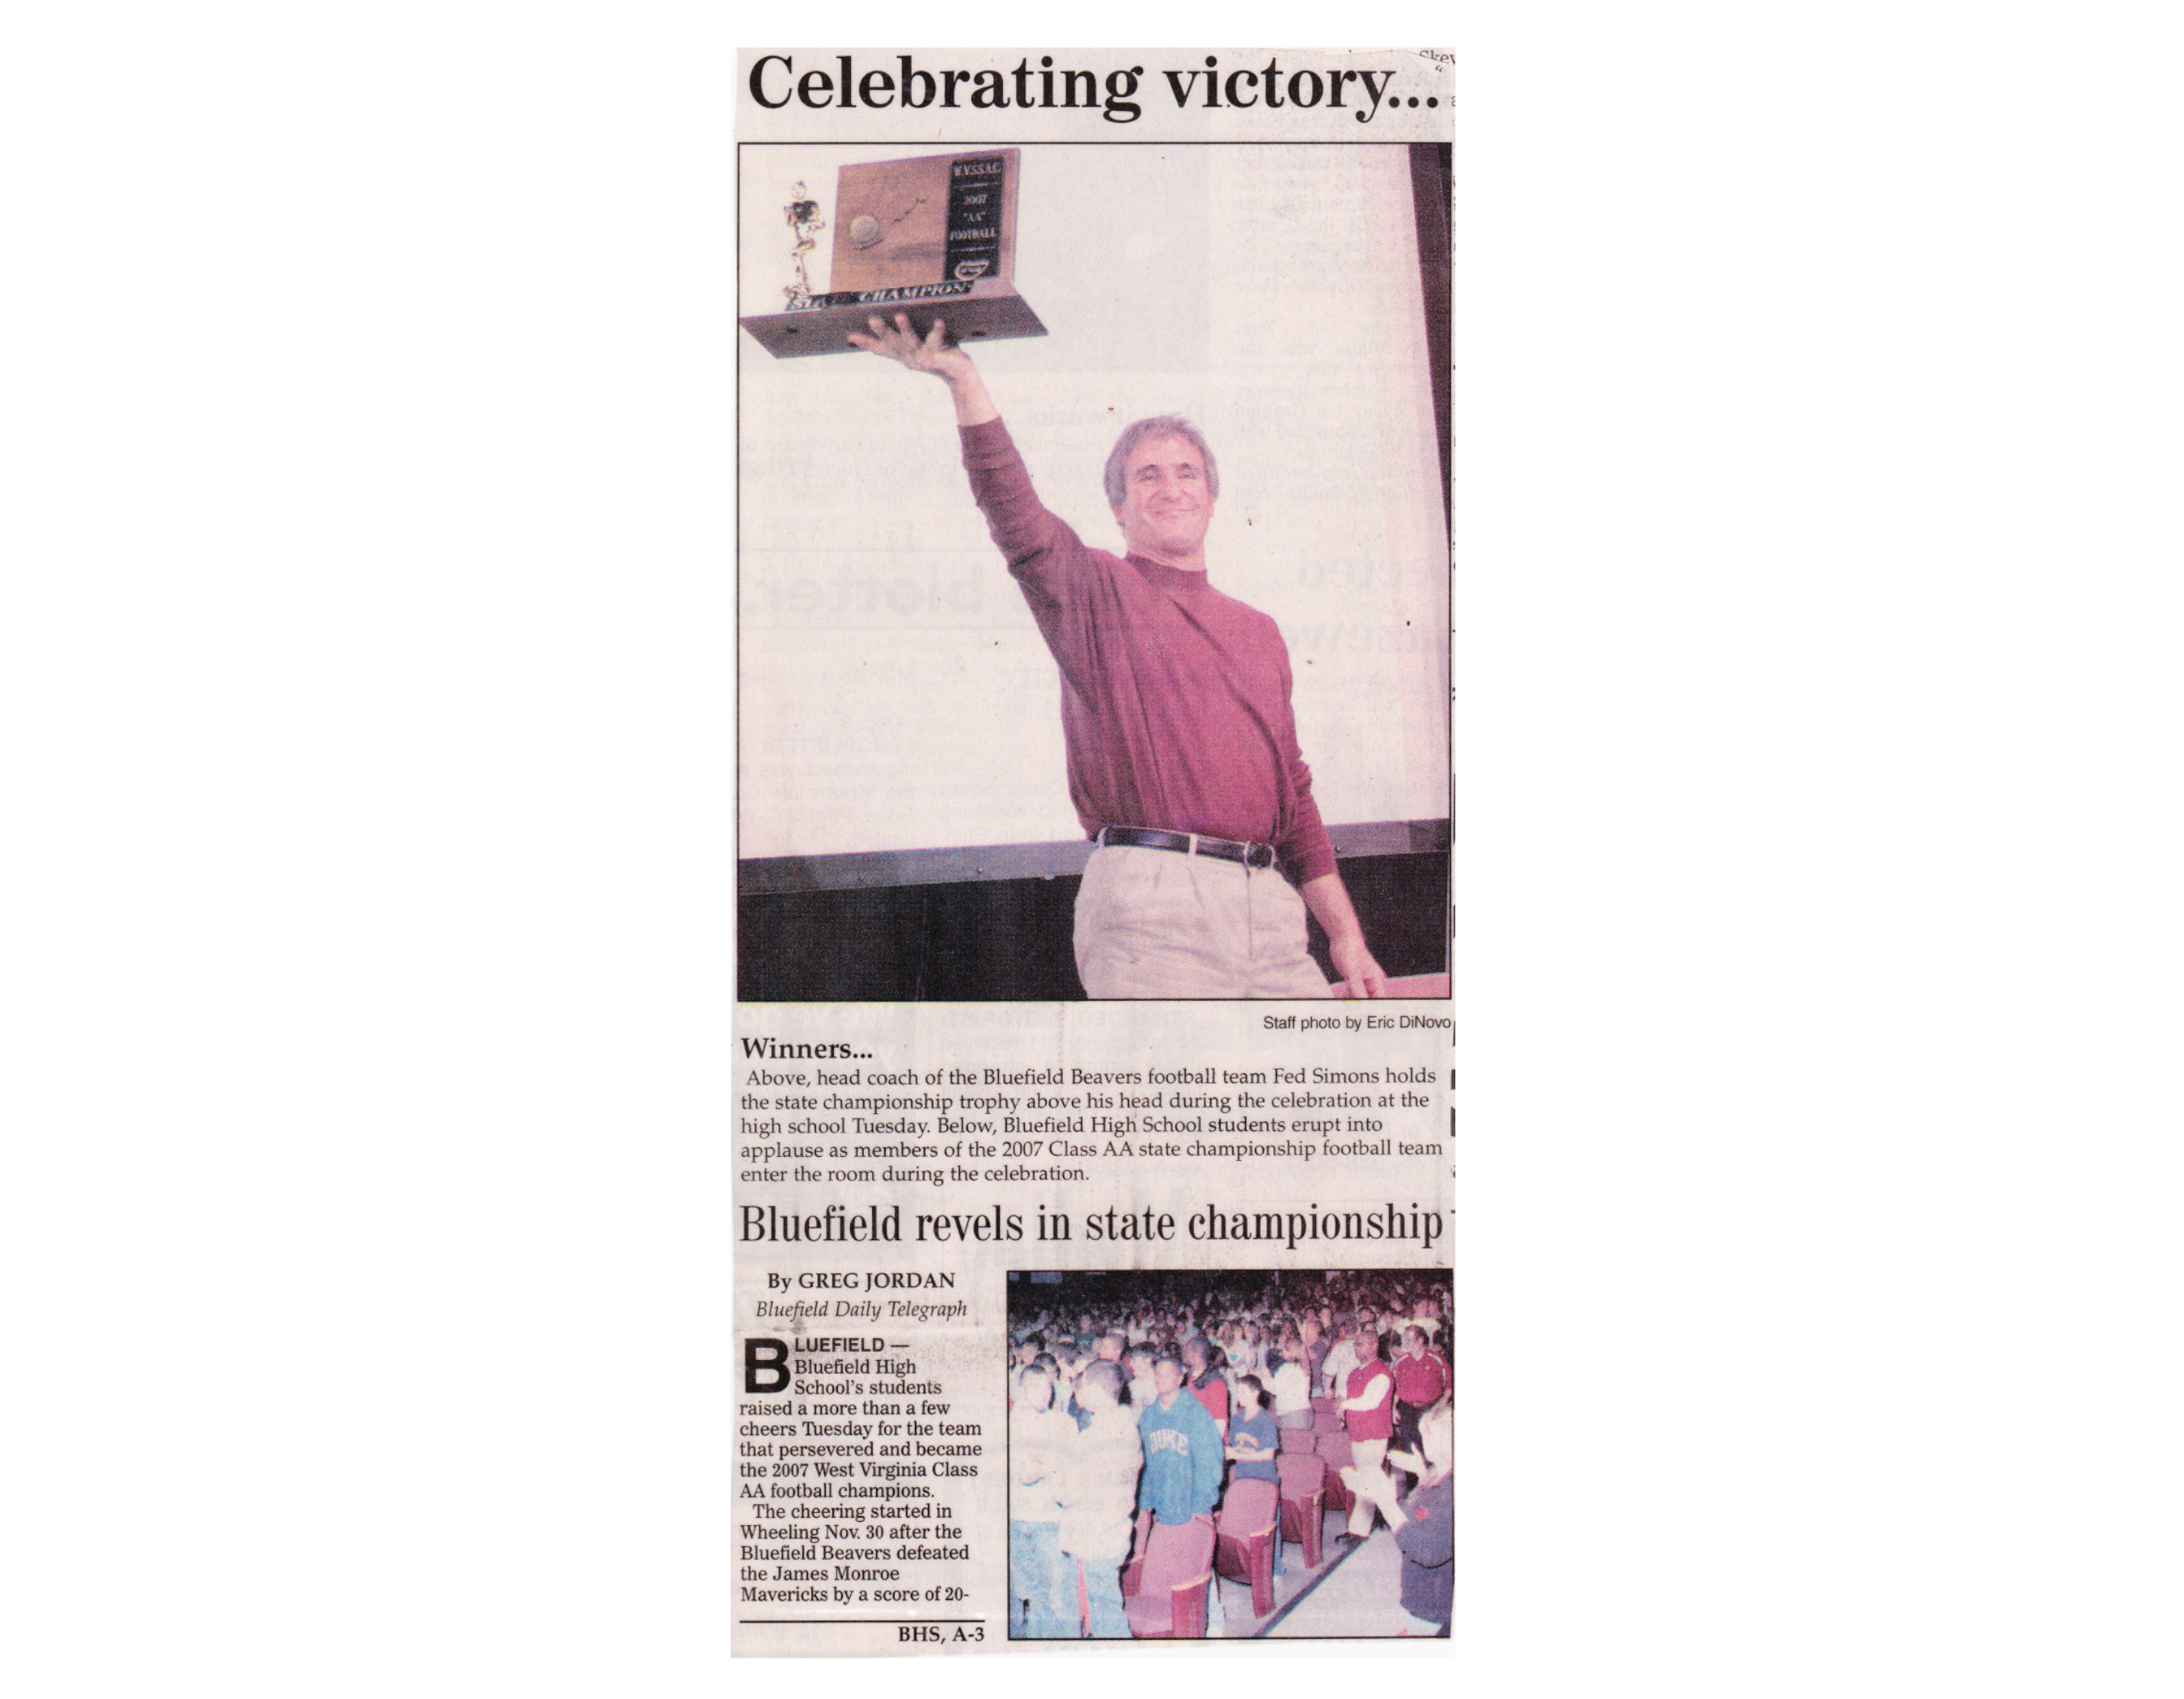 Celebrating victory...
W.V.S.S.A.C.
2007
"AA"
FOOTBALL
STATE CHAMPION
Staff photo by Eric DiNovo
Winners...
Above, head coach of the Bluefield Beavers football team Fed Simons holds
the state championship trophy above his head during the celebration at the
high school Tuesday. Below, Bluefield High School students erupt into
applause as members of the 2007 Class AA state championship football team
enter the room during the celebration.
Bluefield revels in state championship
By GREG JORDAN
Bluefield Daily Telegraph
BLUEFIELD —
Bluefield High
School's students
raised a more than a few
cheers Tuesday for the team
that persevered and became
the 2007 West Virginia Class
AA football champions.
The cheering started in
Wheeling Nov. 30 after the
Bluefield Beavers defeated
the James Monroe
Mavericks by a score of 20-
BHS, A-3
DUKE